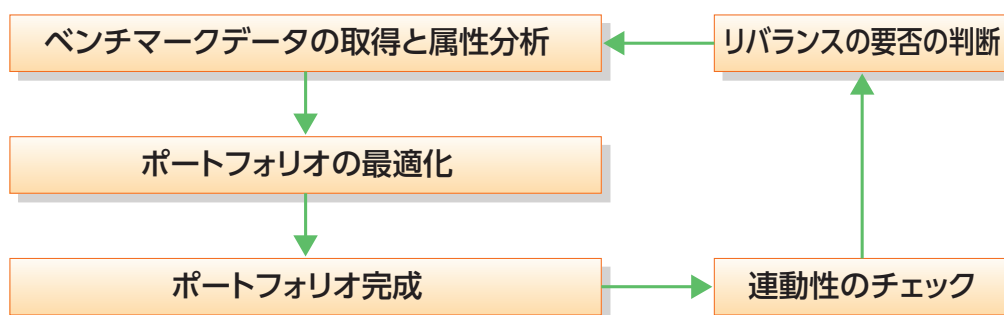 ベンチマークデータの取得と属性分析
リバランスの要否の判断
ポートフォリオの最適化
ポートフォリオ完成
連動性のチェック